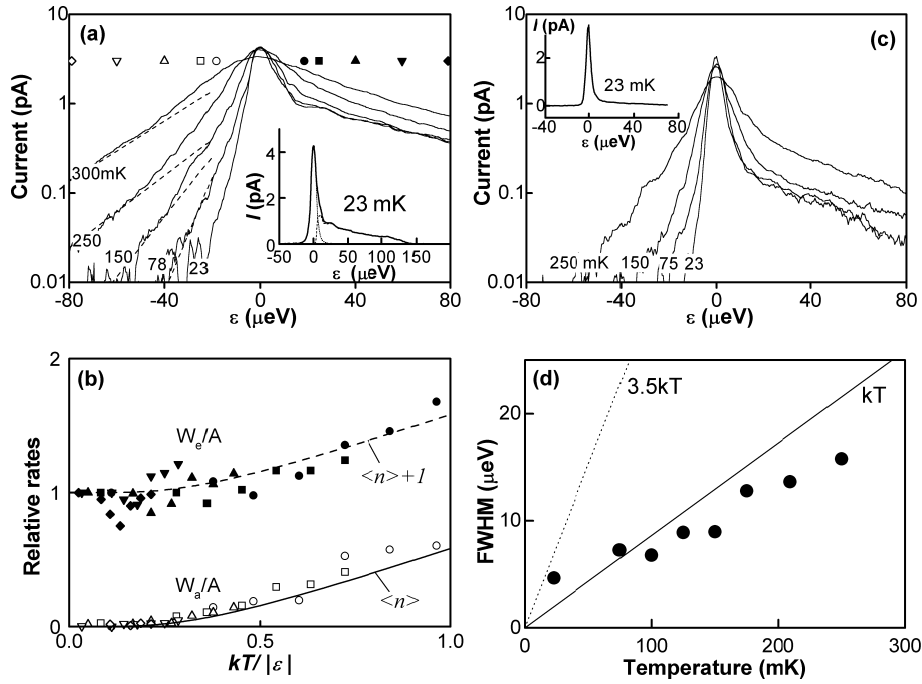 (a)
Current (pA)
10
1
0.1
0.01
300mK
250
150
78
23
I (pA)
4
2
0
23 mK
-50
0
50
100
150
ε (μeV)
-80
-40
0
40
80
ε (μeV)
(c)
Current (pA)
10
1
0.1
0.01
I (pA)
2
0
23 mK
-40
0
40
80
ε (μeV)
250 mK
150
75
23
-80
-40
0
40
80
ε (μeV)
(b)
Relative rates
2
1
0
We/A
<n>+1
Wa/A
<n>
0.0
0.5
1.0
kT/|ε|
(d)
FWHM (μeV)
20
10
0
3.5kT
kT
0
100
200
300
Temperature (mK)